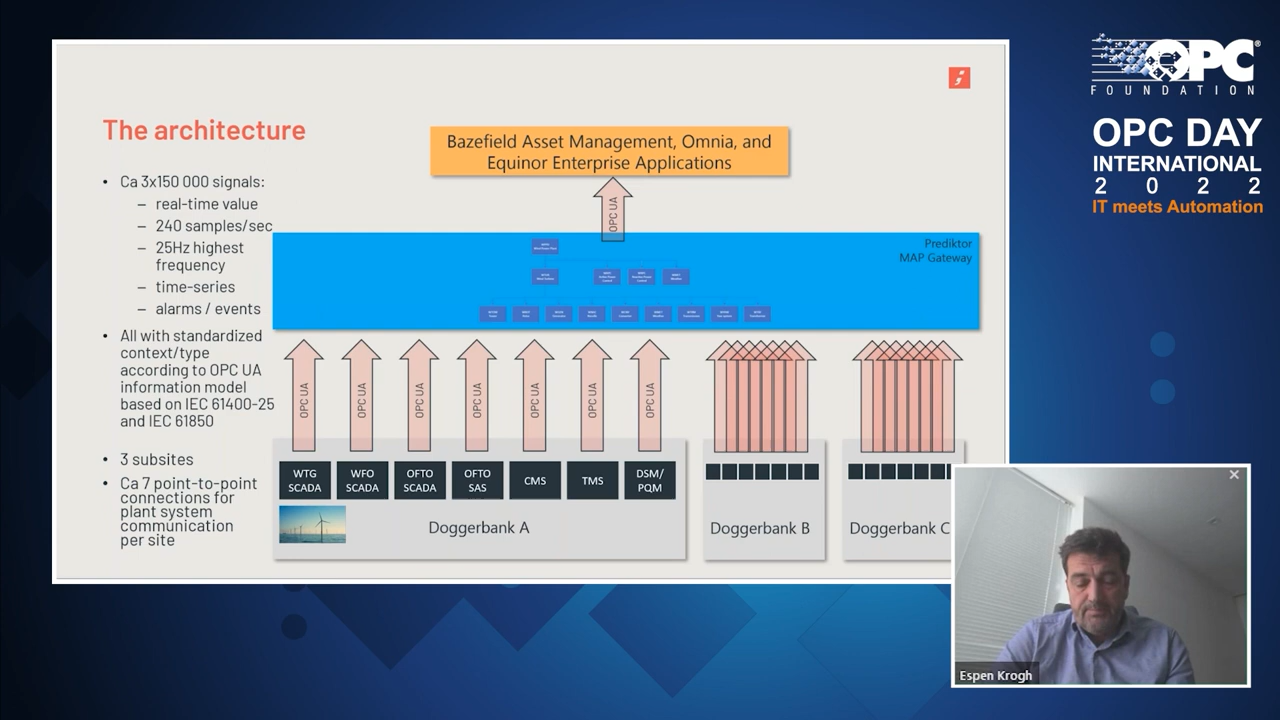 The architecture
• Ca 3x150 000 signals:
– real-time value
– 240 samples/sec
– 25Hz highest
frequency
– time-series
– alarms / events
• All with standardized
context/type
according to OPC UA
information model
based on IEC 61400-25
and IEC 61850
• 3 subsites
• Ca 7 point-to-point
connections for
plant system
communication
per site
Bazefield Asset Management, Omnia, and
Equinor Enterprise Applications
OPC UA
Prediktor
MAP Gateway
OPC UA
OPC UA
OPC UA
OPC UA
OPC UA
OPC UA
OPC UA
WTG
SCADA
WFO
SCADA
OFTO
SCADA
OFTO
SAS
CMS
TMS
DSM/
PQM
Doggerbank A
Doggerbank B
Doggerbank C
OPC
FOUNDATION
OPC DAY
INTERNATIONAL
2 0 2 2
IT meets Automation
Espen Krogh